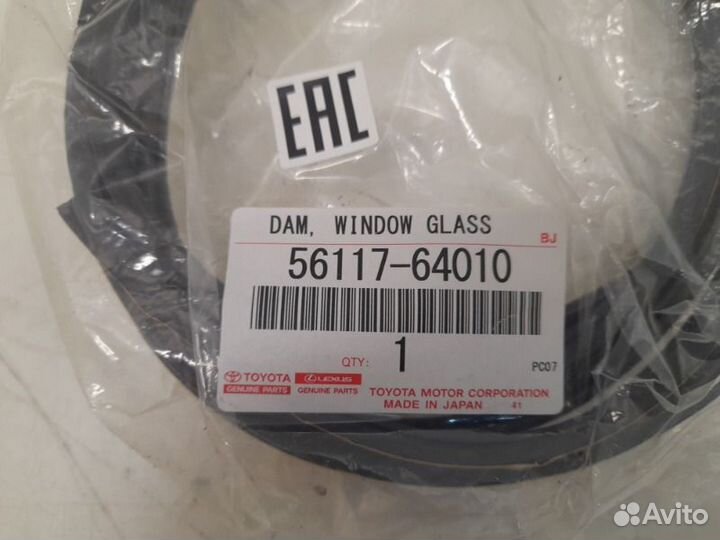 EAC
DAM, WINDOW GLASS
BJ
56117-64010
QTY: 1
PC07
TOYOTA LEXUS
GENUINE PARTS GENUINE PARTS
TOYOTA MOTOR CORPORATION
MADE IN JAPAN 41
Avito